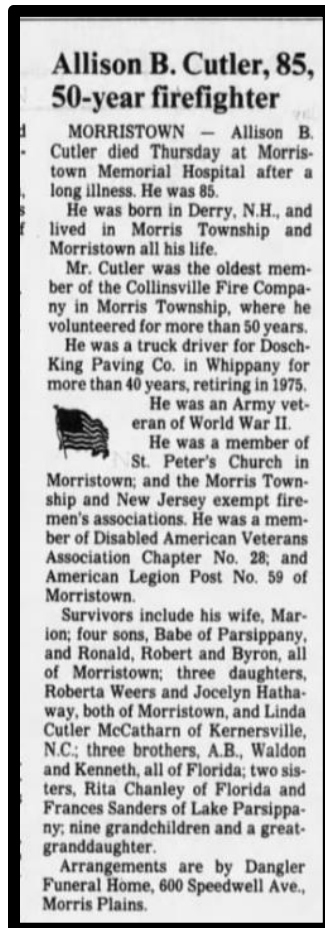 Allison B. Cutler, 85,
50-year firefighter
MORRISTOWN — Allison B.
Cutler died Thursday at Morris-
town Memorial Hospital after a
long illness. He was 85.
He was born in Derry, N.H., and
lived in Morris Township and
Morristown all his life.
Mr. Cutler was the oldest mem-
ber of the Collinsville Fire Compa-
ny in Morris Township, where he
volunteered for more than 50 years.
He was a truck driver for Dosch-
King Paving Co. in Whippany for
more than 40 years, retiring in 1975.
He was an Army vet-
eran of World War II.
He was a member of
St. Peter's Church in
Morristown; and the Morris Town-
ship and New Jersey exempt fire-
men's associations. He was a mem-
ber of Disabled American Veterans
Association Chapter No. 28; and
American Legion Post No. 59 of
Morristown.
Survivors include his wife, Mar-
ion; four sons, Babe of Parsippany,
and Ronald, Robert and Byron, all
of Morristown; three daughters,
Roberta Weers and Jocelyn Hatha-
way, both of Morristown, and Linda
Cutler McCatharn of Kernersville,
N.C.; three brothers, A.B., Waldon
and Kenneth, all of Florida; two sis-
ters, Rita Chanley of Florida and
Frances Sanders of Lake Parsippa-
ny; nine grandchildren and a great-
granddaughter.
Arrangements are by Dangler
Funeral Home, 600 Speedwell Ave.,
Morris Plains.